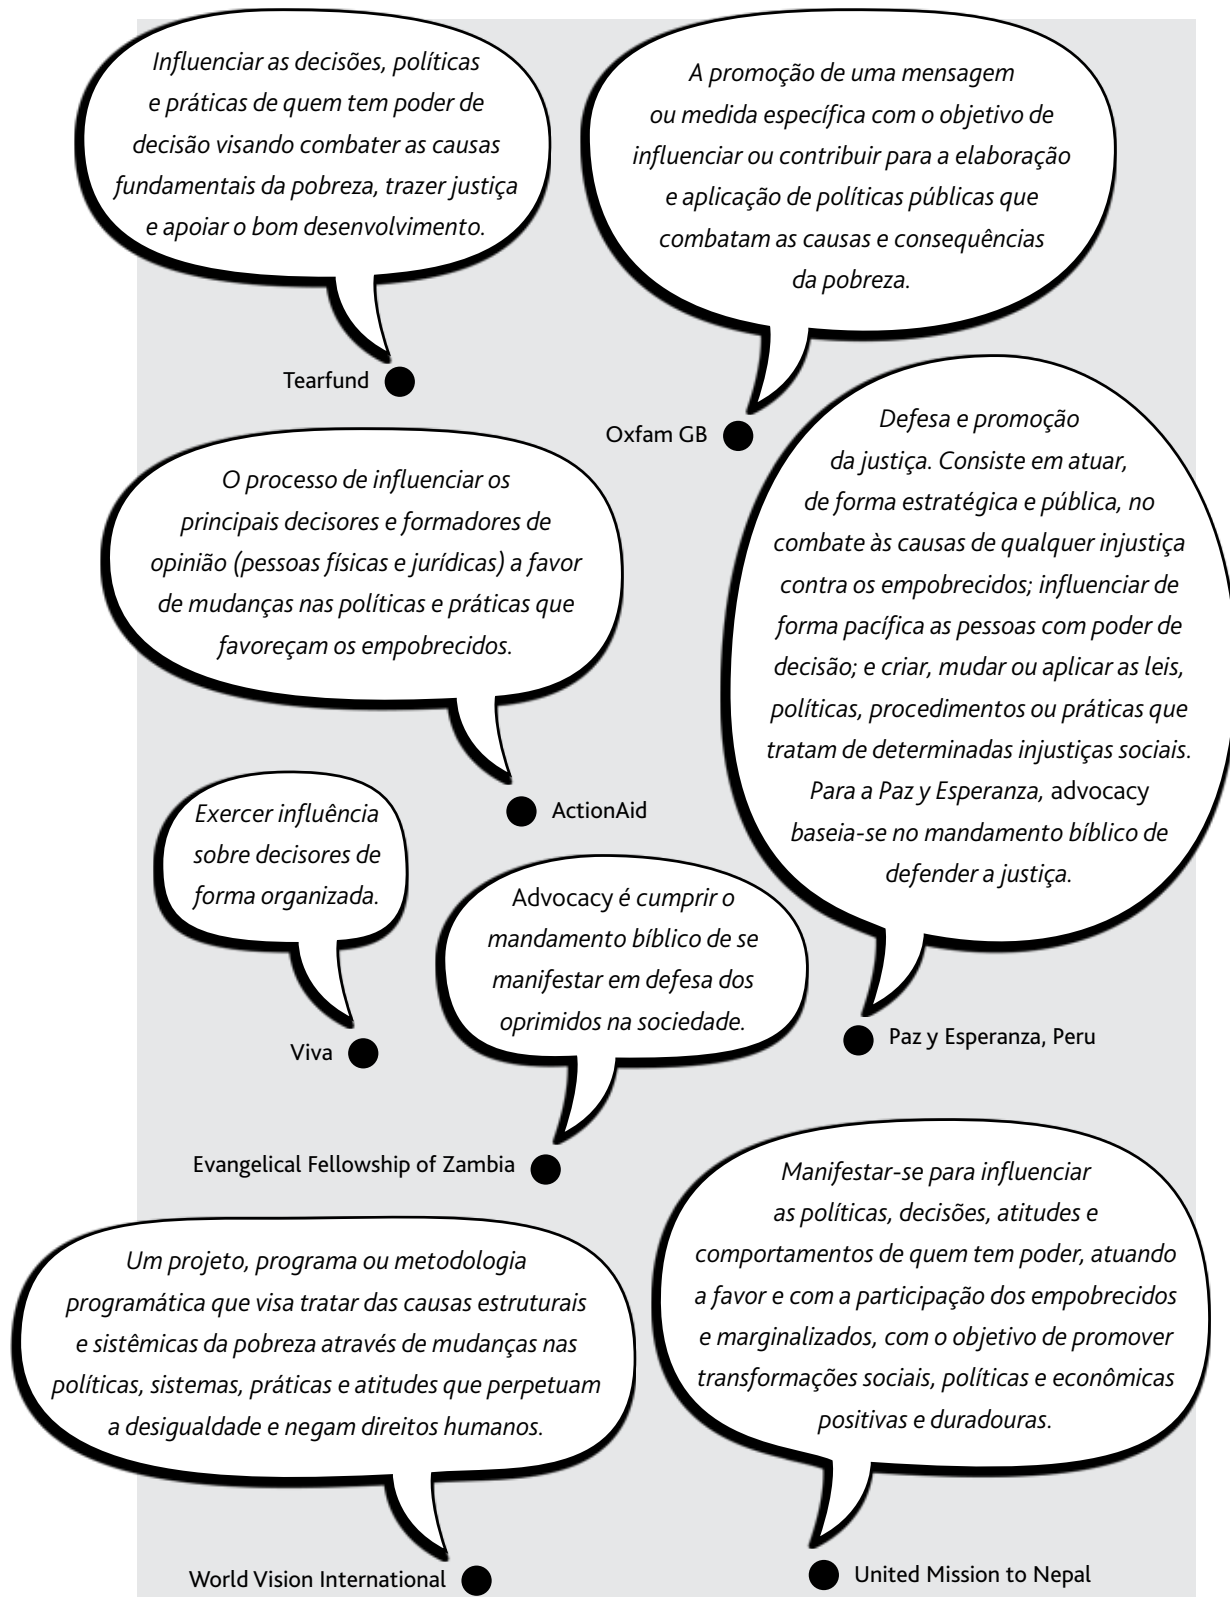 Influenciar as decisões, políticas
e práticas de quem tem poder de
decisão visando combater as causas
fundamentais da pobreza, trazer justiça
e apoiar o bom desenvolvimento.
Tearfund
A promoção de uma mensagem
ou medida específica com o objetivo de
influenciar ou contribuir para a elaboração
e aplicação de políticas públicas que
combatam as causas e consequências
da pobreza.
Oxfam GB
O processo de influenciar os
principais decisores e formadores de
opinião (pessoas físicas e jurídicas) a favor
de mudanças nas políticas e práticas que
favoreçam os empobrecidos.
ActionAid
Defesa e promoção
da justiça. Consiste em atuar,
de forma estratégica e pública, no
combate às causas de qualquer injustiça
contra os empobrecidos; influenciar de
forma pacífica as pessoas com poder de
decisão; e criar, mudar ou aplicar as leis,
políticas, procedimentos ou práticas que
tratam de determinadas injustiças sociais.
Para a Paz y Esperanza, advocacy
baseia-se no mandamento bíblico de
defender a justiça.
Paz y Esperanza, Peru
Exercer influência
sobre decisores de
forma organizada.
Viva
Advocacy é cumprir o
mandamento bíblico de se
manifestar em defesa dos
oprimidos na sociedade.
Evangelical Fellowship of Zambia
Um projeto, programa ou metodologia
programática que visa tratar das causas estruturais
e sistêmicas da pobreza através de mudanças nas
políticas, sistemas, práticas e atitudes que perpetuam
a desigualdade e negam direitos humanos.
World Vision International
Manifestar-se para influenciar
as políticas, decisões, atitudes e
comportamentos de quem tem poder, atuando
a favor e com a participação dos empobrecidos
e marginalizados, com o objetivo de promover
transformações sociais, políticas e econômicas
positivas e duradouras.
United Mission to Nepal